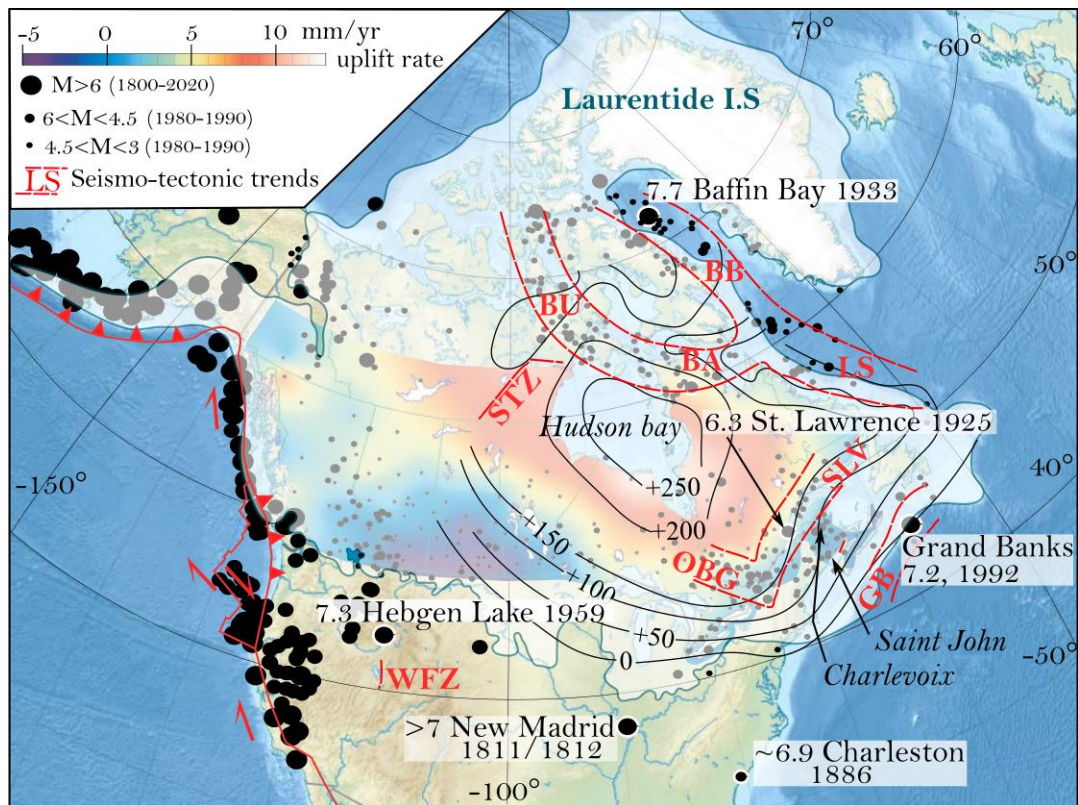 -5 0 5 10 mm/yr
uplift rate
M>6 (1800-2020)
6<M<4.5 (1980-1990)
4.5<M<3 (1980-1990)
LS Seismo-tectonic trends
70°
60°
Laurentide I.S
7.7 Baffin Bay 1933
50°
BB
BU
BA
LS
STZ
Hudson bay
6.3 St. Lawrence 1925
SLV
40°
-150°
+250
+200
+150
+100
+50
0
OBG
GB
Grand Banks
7.2, 1992
7.3 Hebgen Lake 1959
Saint John
Charlevoix
-50°
WFZ
>7 New Madrid
1811/1812
~6.9 Charleston
1886
-100°